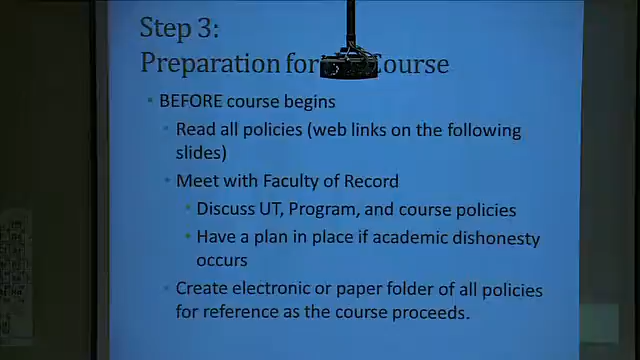 Step 3:
Preparation for Course
BEFORE course begins
Read all policies (web links on the following
slides)
Meet with Faculty of Record
Discuss UT, Program, and course policies
Have a plan in place if academic dishonesty
occurs
Create electronic or paper folder of all policies
for reference as the course proceeds.